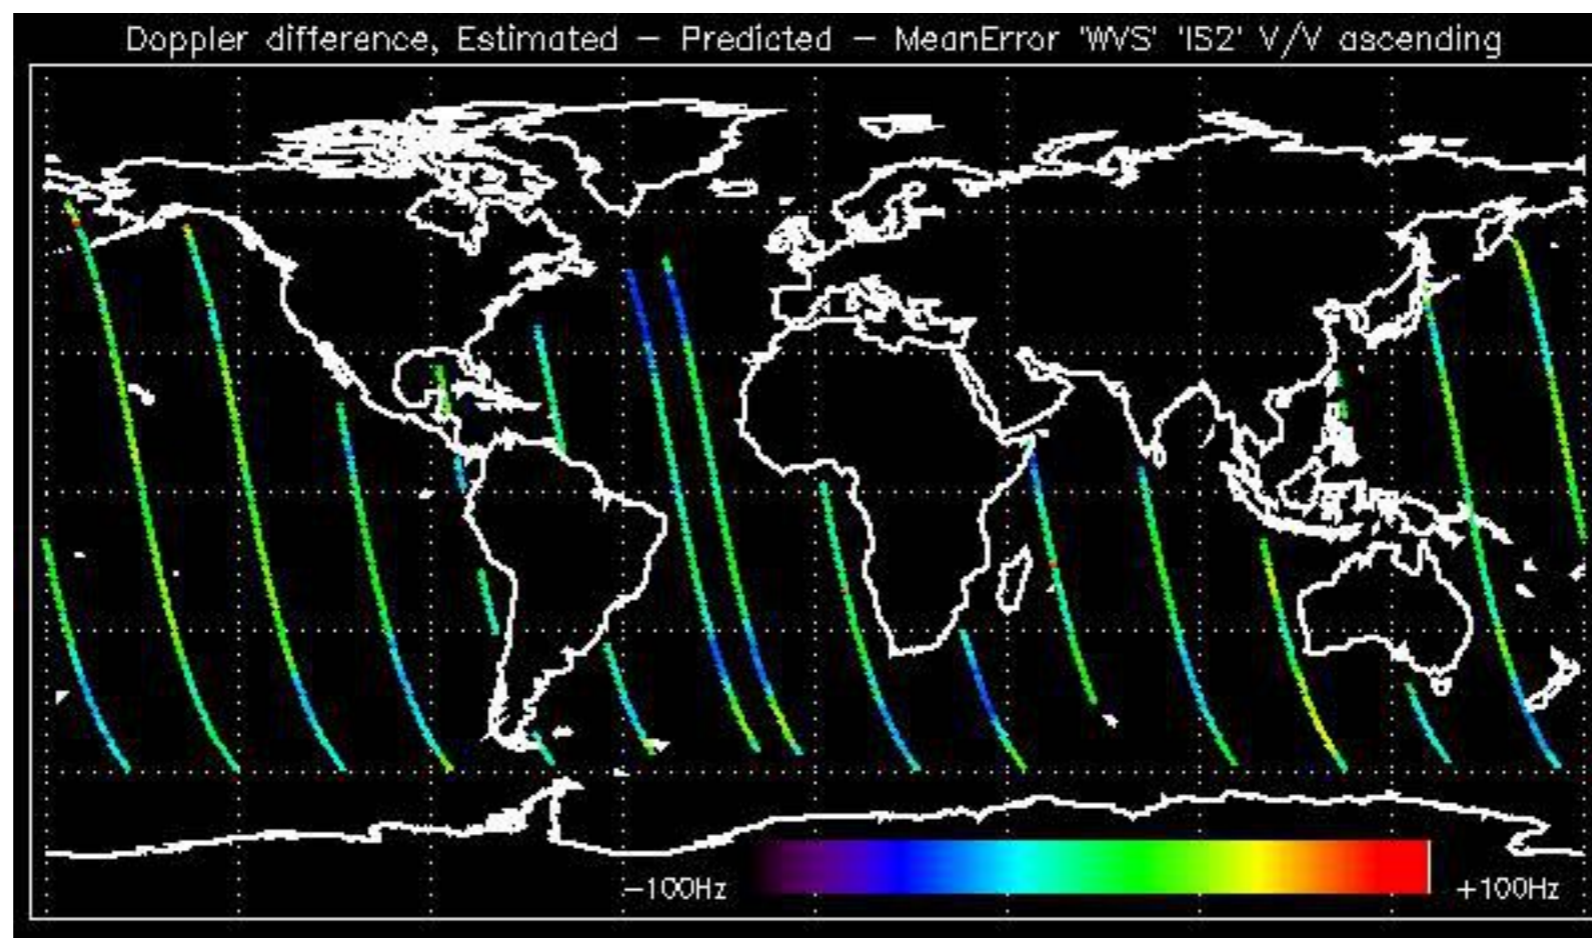 Doppler difference, Estimated — Predicted — MeanError 'WVS' 'IS2' V/V ascending
−100Hz +100Hz